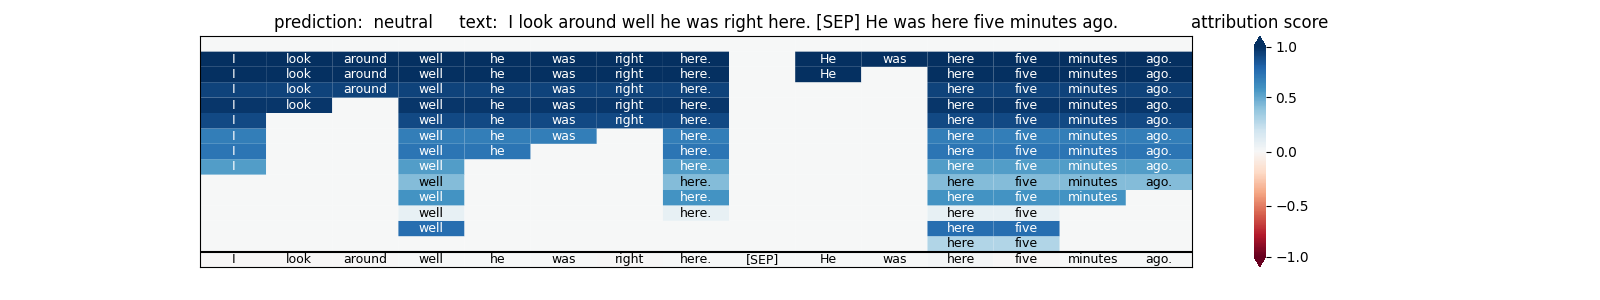 prediction:  neutral     text:  I look around well he was right here. [SEP] He was here five minutes ago.
attribution score
I look around well he was right here. He was here five minutes ago.
I look around well he was right here. He here five minutes ago.
I look around well he was right here. here five minutes ago.
I look well he was right here. here five minutes ago.
I well he was right here. here five minutes ago.
I well he was here. here five minutes ago.
I well he here. here five minutes ago.
I well here. here five minutes ago.
well here. here five minutes ago.
well here. here five minutes
well here. here five
well here five
here five
I look around well he was right here. [SEP] He was here five minutes ago.
1.0
0.5
0.0
−0.5
−1.0